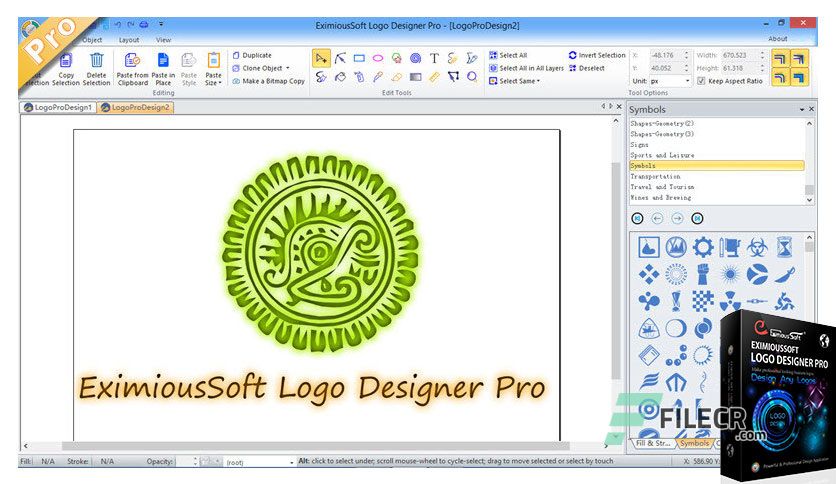 Pro
EximiousSoft Logo Designer Pro - [LogoProDesign2]
Object Layout View About
Copy Selection
Delete Selection
Paste from Clipboard
Paste in Place
Paste Style
Paste Size
Duplicate
Clone Object
Make a Bitmap Copy
Editing
Edit Tools
Select All
Select All in All Layers
Select Same
Invert Selection
Deselect
X: -48.176 Width: 670.523
Y: 40.052 Height: 61.318
Unit: px Keep Aspect Ratio
Tool Options
LogoProDesign1 LogoProDesign2
Symbols
Shapes-Geometry(2)
Shapes-Geometry(3)
Signs
Sports and Leisure
Symbols
Transportation
Travel and Tourism
Wines and Brewing
EximiousSoft Logo Designer Pro
EximiousSoft
EXIMIOUSSOFT
LOGO DESIGNER PRO
Design Any Logos
LOGO
FILECR
.com
Fill & Str... Symbols
Powerful & Professional Design Application
Fill: N/A Stroke: N/A Opacity: (root) Alt: click to select under; scroll mouse-wheel to cycle-select; drag to move selected or select by touch X: 586.90